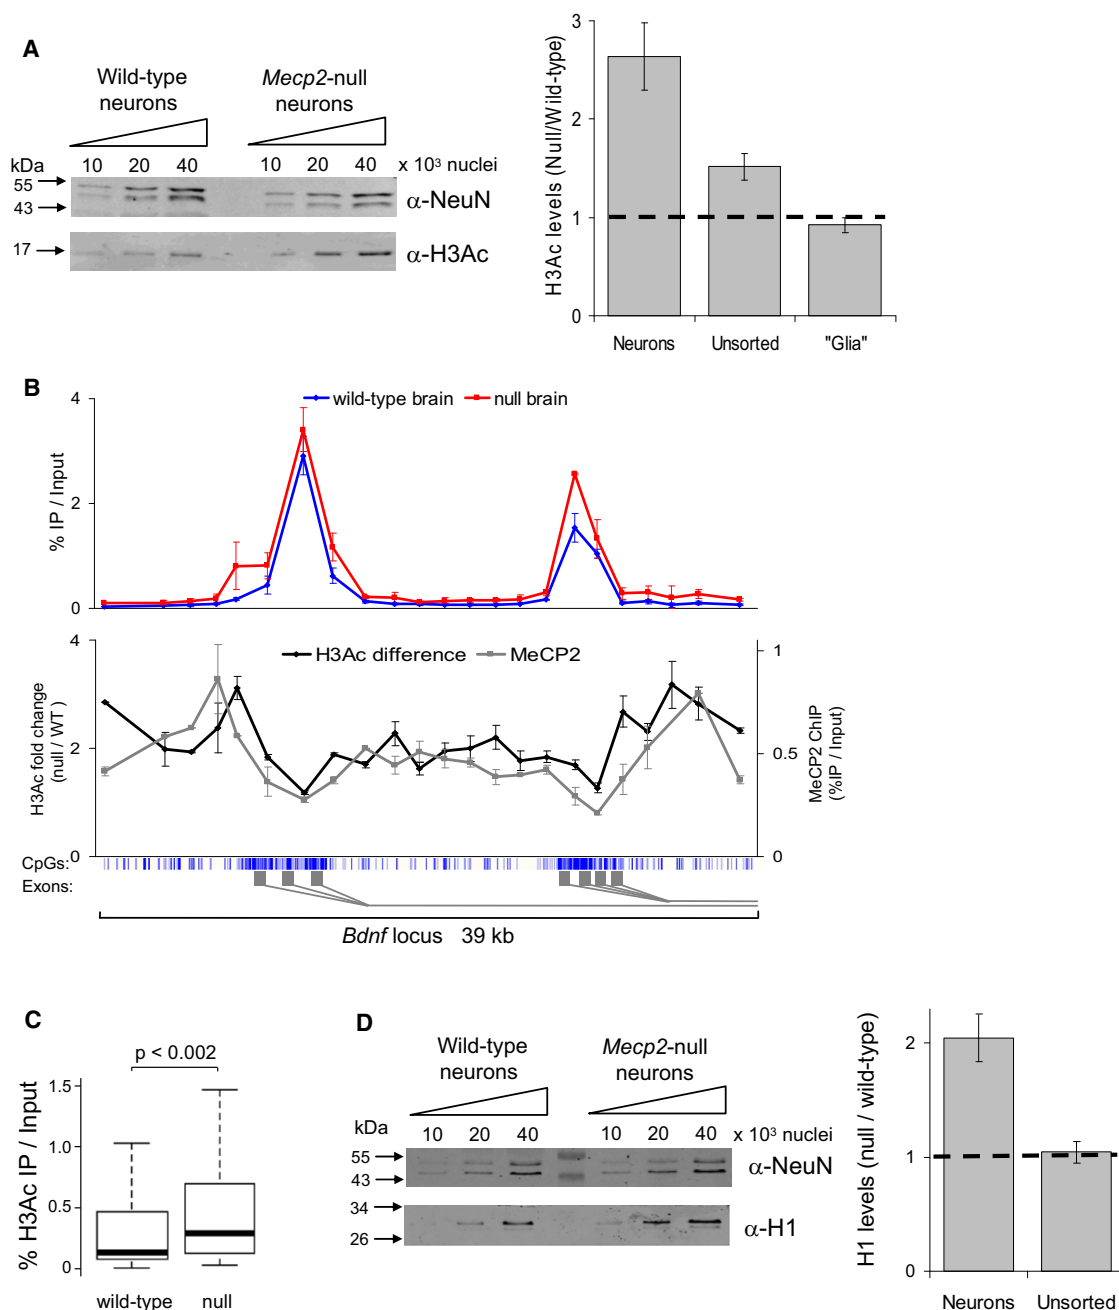 A
Wild-type neurons
Mecp2-null neurons
kDa
10 20 40 10 20 40 x 10³ nuclei
55
43
α-NeuN
17
α-H3Ac
H3Ac levels (Null/Wild-type)
3
2
1
0
Neurons Unsorted "Glia"
B
wild-type brain null brain
% IP / Input
4
2
0
H3Ac difference MeCP2
H3Ac fold change (null / WT)
4
2
0
MeCP2 ChIP (%IP / Input)
1
0.5
0
CpGs:
Exons:
Bdnf locus 39 kb
C
p < 0.002
% H3Ac IP / Input
1.5
1.0
0.5
0
wild-type null
D
Wild-type neurons
Mecp2-null neurons
kDa
10 20 40 10 20 40 x 10³ nuclei
55
43
α-NeuN
34
26
α-H1
H1 levels (null / wild-type)
2
1
0
Neurons Unsorted